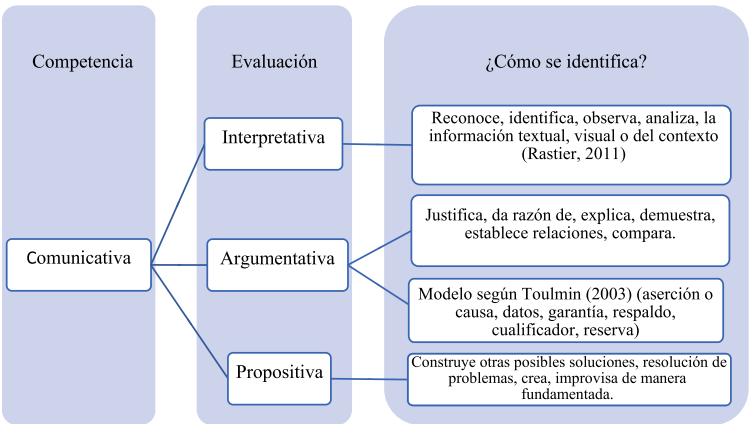 Competencia
Evaluación
¿Cómo se identifica?
Comunicativa
Interpretativa
Reconoce, identifica, observa, analiza, la
información textual, visual o del contexto
(Rastier, 2011)
Argumentativa
Justifica, da razón de, explica, demuestra,
establece relaciones, compara.
Modelo según Toulmin (2003) (aserción o
causa, datos, garantía, respaldo,
cualificador, reserva)
Propositiva
Construye otras posibles soluciones, resolución de
problemas, crea, improvisa de manera
fundamentada.